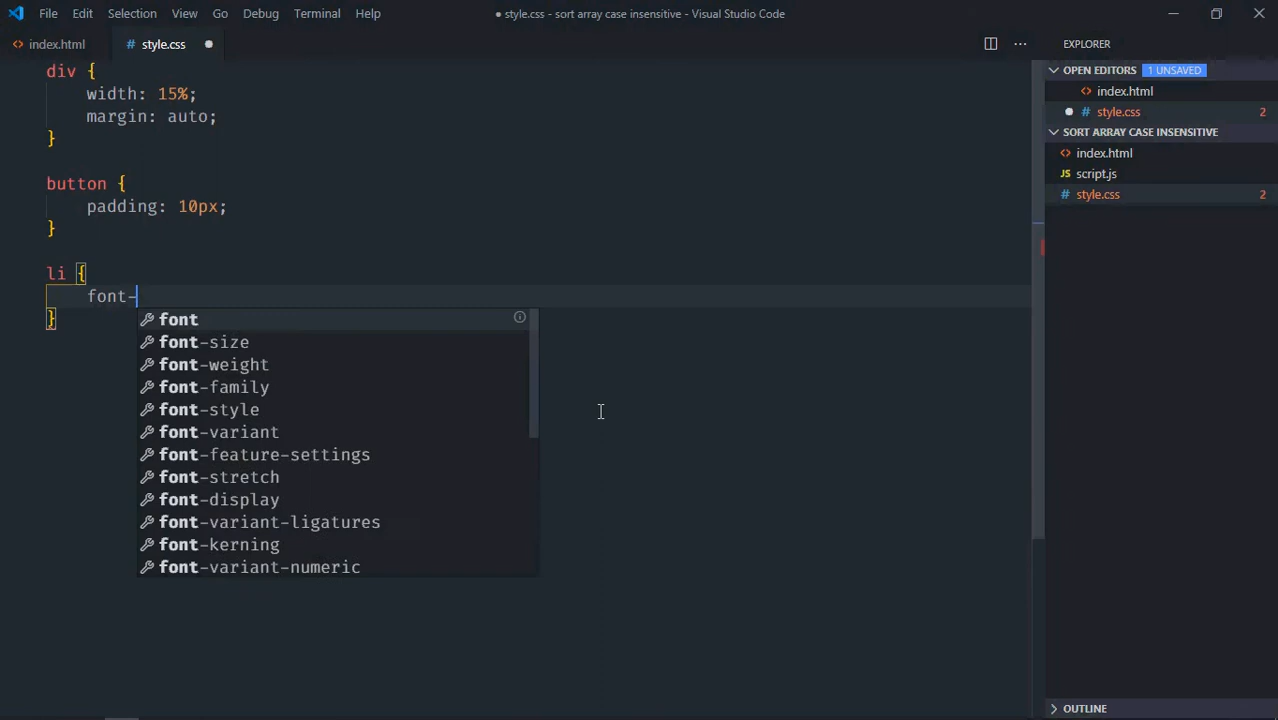 File Edit Selection View Go Debug Terminal Help ● style.css - sort array case insensitive - Visual Studio Code
<> index.html # style.css ● ··· EXPLORER
div {
width: 15%;
margin: auto;
}
button {
padding: 10px;
}
li {
font-
}
font
font-size
font-weight
font-family
font-style
font-variant
font-feature-settings
font-stretch
font-display
font-variant-ligatures
font-kerning
font-variant-numeric
OPEN EDITORS 1 UNSAVED
<> index.html
● # style.css 2
SORT ARRAY CASE INSENSITIVE
<> index.html
JS script.js
# style.css 2
OUTLINE